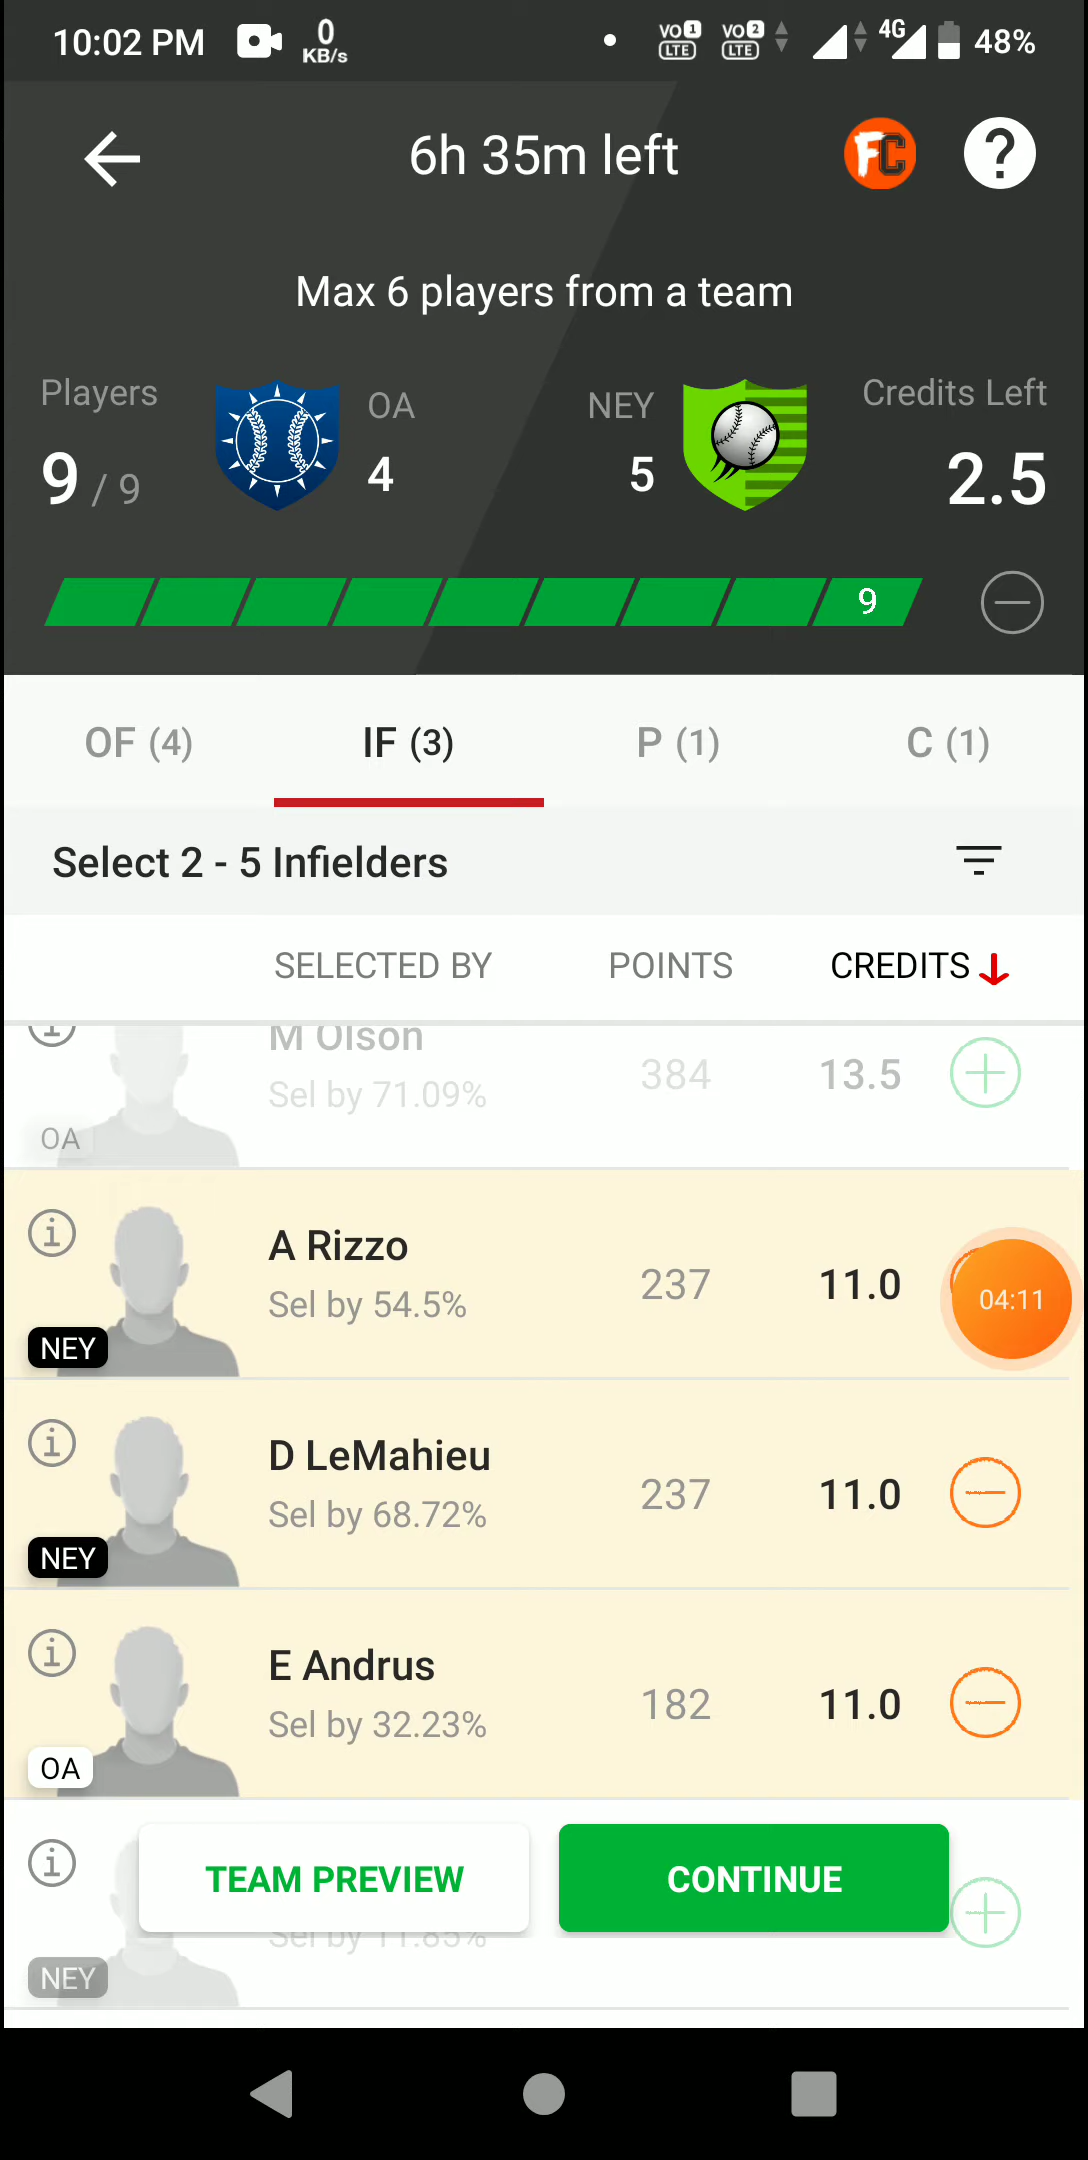 10:02 PM 0 KB/s VO 1 LTE VO 2 LTE 4G 48%
6h 35m left FC ?
Max 6 players from a team
Players OA NEY Credits Left
9 / 9 4 5 2.5
9
OF (4) IF (3) P (1) C (1)
Select 2 - 5 Infielders
SELECTED BY POINTS CREDITS
M Olson
384 13.5
Sel by 71.09%
OA
A Rizzo
237 11.0 04:11
Sel by 54.5%
NEY
D LeMahieu
237 11.0
Sel by 68.72%
NEY
E Andrus
182 11.0
Sel by 32.23%
OA
TEAM PREVIEW CONTINUE
Sel by 11.85%
NEY